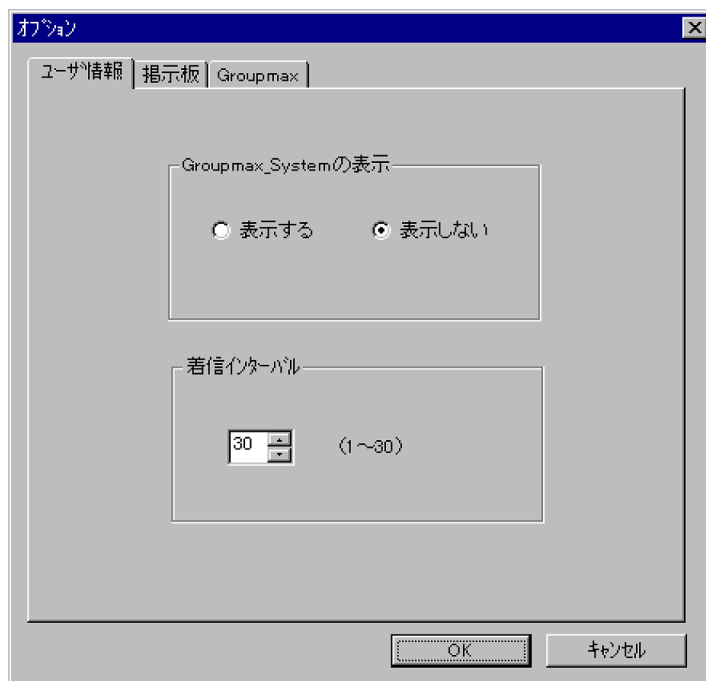 オプション
ユーザ情報 掲示板 Groupmax
Groupmax_Systemの表示
表示する 表示しない
着信インターバル
30 (1～30)
OK キャンセル